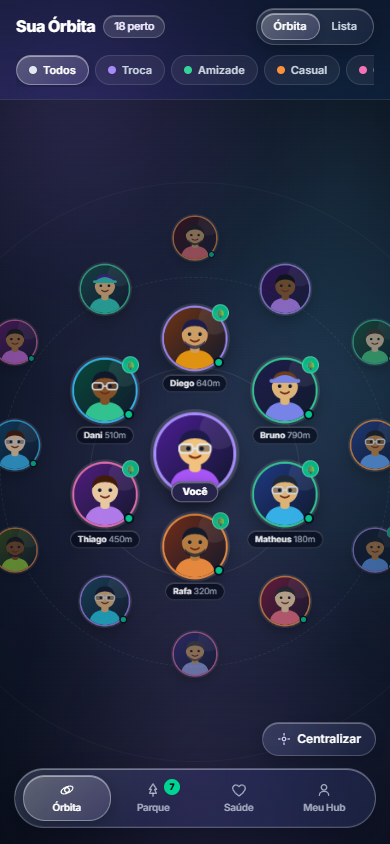 Sua Órbita
18 perto
Órbita
Lista
Todos
Troca
Amizade
Casual
Diego 640m
Dani 510m
Bruno 790m
Você
Thiago 450m
Matheus 180m
Rafa 320m
Centralizar
7
Órbita
Parque
Saúde
Meu Hub